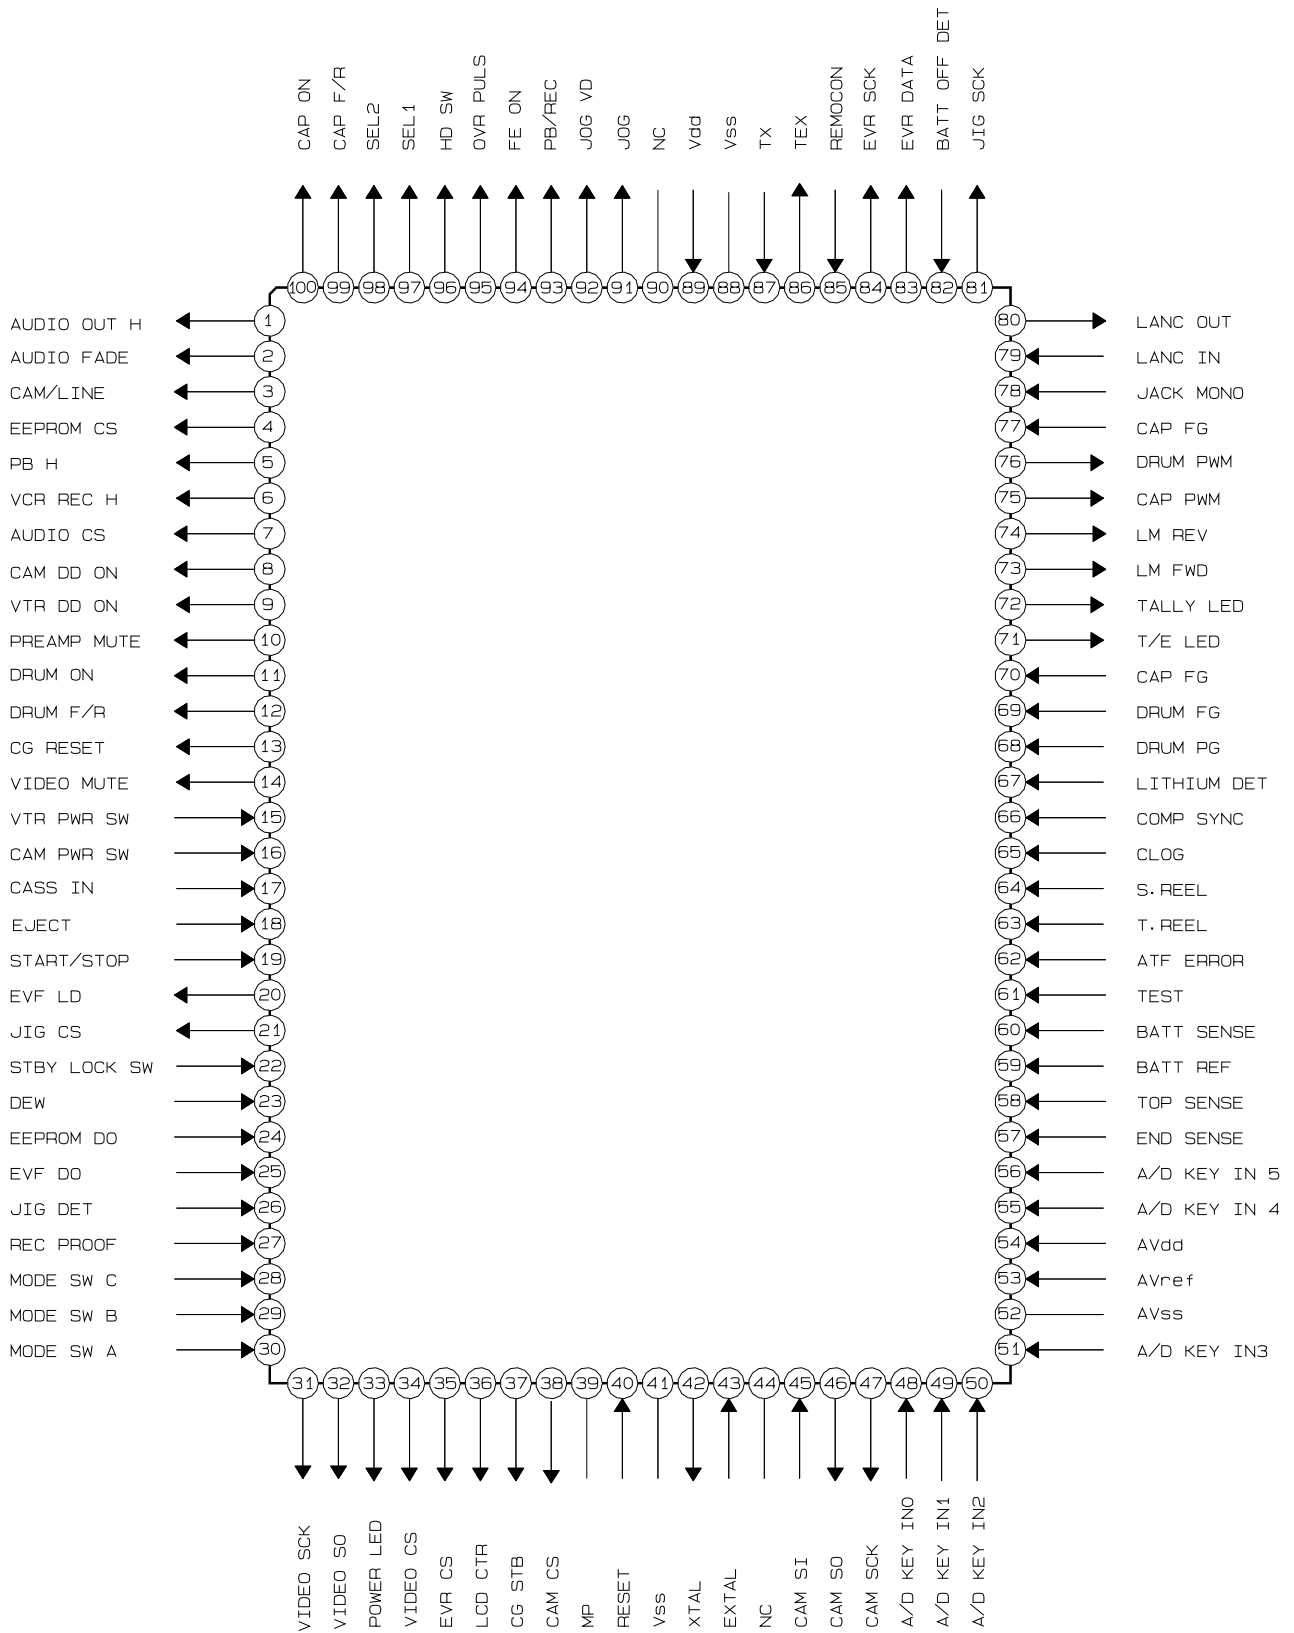 CAP ON
CAP F/R
SEL2
SEL1
HD SW
OVR PULS
FE ON
PB/REC
JOG VD
JOG
NC
Vdd
Vss
TX
TEX
REMOCON
EVR SCK
EVR DATA
BATT OFF DET
JIG SCK
100 99 98 97 96 95 94 93 92 91 90 89 88 87 86 85 84 83 82 81
AUDIO OUT H 1
AUDIO FADE 2
CAM/LINE 3
EEPROM CS 4
PB H 5
VCR REC H 6
AUDIO CS 7
CAM DD ON 8
VTR DD ON 9
PREAMP MUTE 10
DRUM ON 11
DRUM F/R 12
CG RESET 13
VIDEO MUTE 14
VTR PWR SW 15
CAM PWR SW 16
CASS IN 17
EJECT 18
START/STOP 19
EVF LD 20
JIG CS 21
STBY LOCK SW 22
DEW 23
EEPROM DO 24
EVF DO 25
JIG DET 26
REC PROOF 27
MODE SW C 28
MODE SW B 29
MODE SW A 30
80 LANC OUT
79 LANC IN
78 JACK MONO
77 CAP FG
76 DRUM PWM
75 CAP PWM
74 LM REV
73 LM FWD
72 TALLY LED
71 T/E LED
70 CAP FG
69 DRUM FG
68 DRUM PG
67 LITHIUM DET
66 COMP SYNC
65 CLOG
64 S.REEL
63 T.REEL
62 ATF ERROR
61 TEST
60 BATT SENSE
59 BATT REF
58 TOP SENSE
57 END SENSE
56 A/D KEY IN 5
55 A/D KEY IN 4
54 AVdd
53 AVref
52 AVss
51 A/D KEY IN3
31 32 33 34 35 36 37 38 39 40 41 42 43 44 45 46 47 48 49 50
VIDEO SCK
VIDEO SO
POWER LED
VIDEO CS
EVR CS
LCD CTR
CG STB
CAM CS
MP
RESET
Vss
XTAL
EXTAL
NC
CAM SI
CAM SO
CAM SCK
A/D KEY IN0
A/D KEY IN1
A/D KEY IN2